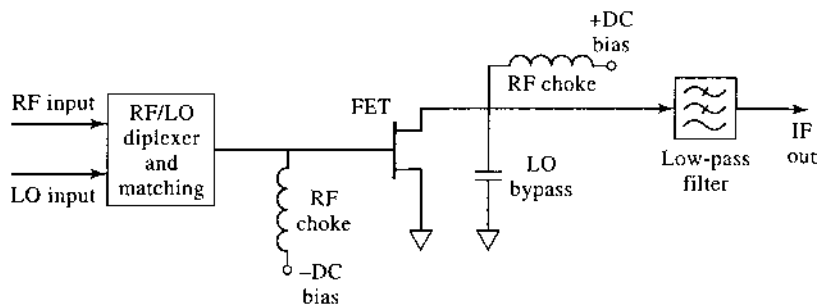 +DC
bias
RF choke
RF input
RF/LO
diplexer
and
matching
LO input
FET
RF
choke
–DC
bias
LO
bypass
Low-pass
filter
IF
out